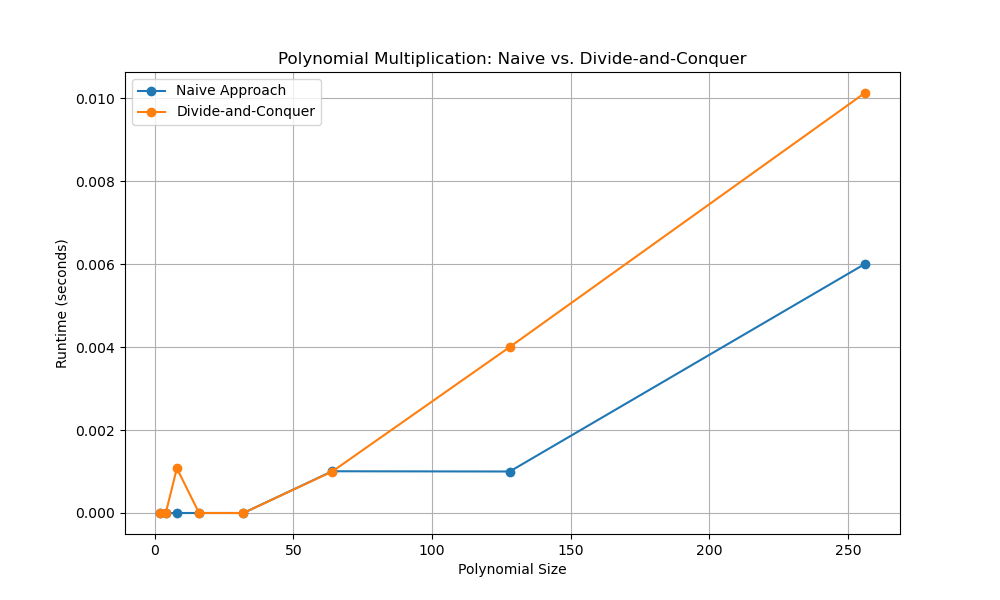 Polynomial Multiplication: Naive vs. Divide-and-Conquer
Naive Approach
Divide-and-Conquer
0.010
0.008
0.006
0.004
0.002
0.000
Runtime (seconds)
0 50 100 150 200 250
Polynomial Size